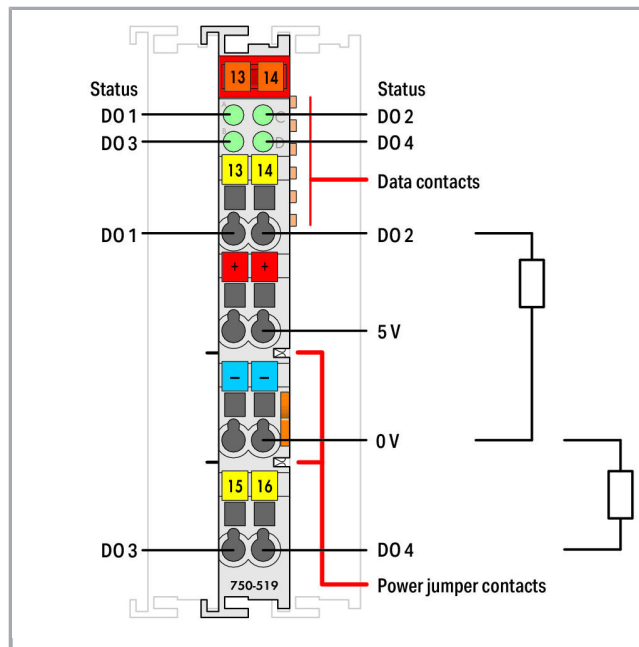 13 14
Status Status
A C
DO 1 DO 2
B D
DO 3 DO 4
13 14
Data contacts
DO 1 DO 2
+ +
5 V
– –
0 V
15 16
DO 3 DO 4
750-519
Power jumper contacts